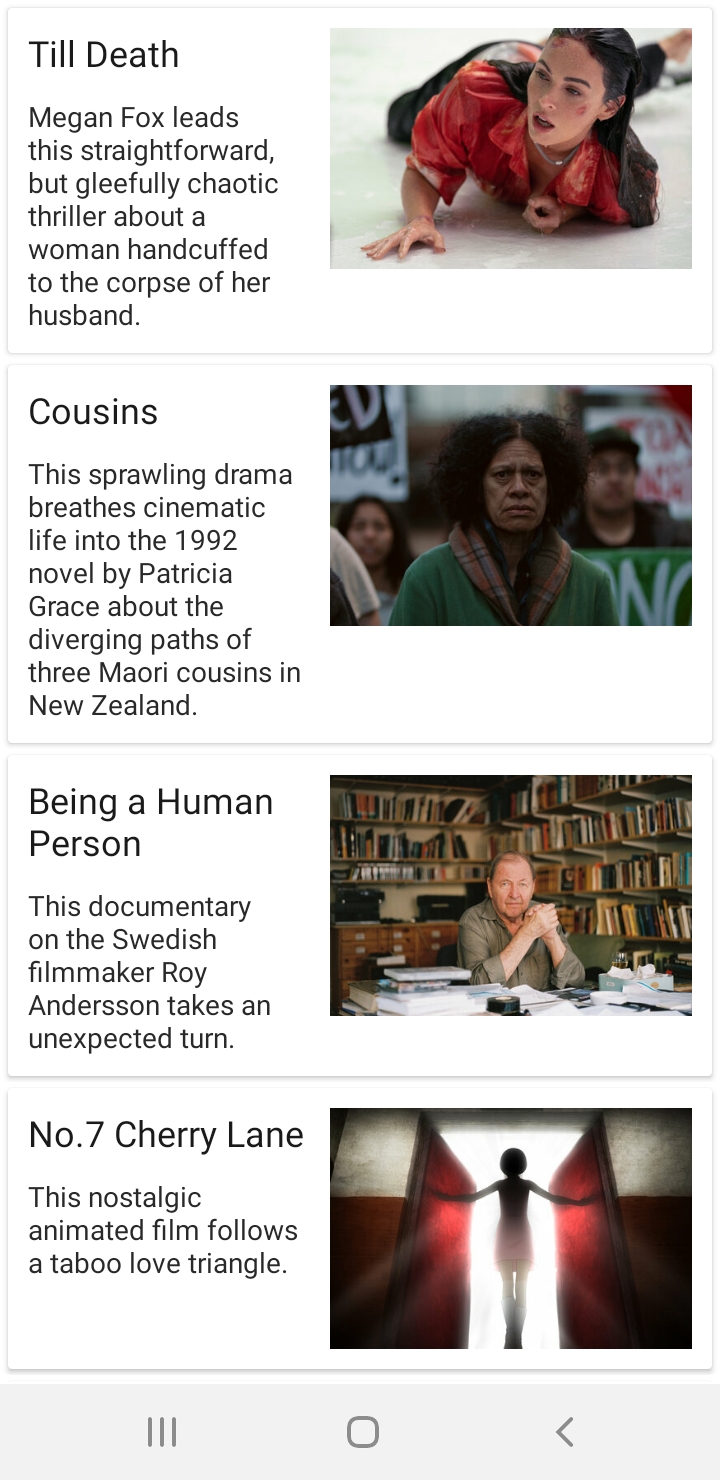 Till Death
Megan Fox leads
this straightforward,
but gleefully chaotic
thriller about a
woman handcuffed
to the corpse of her
husband.
Cousins
This sprawling drama
breathes cinematic
life into the 1992
novel by Patricia
Grace about the
diverging paths of
three Maori cousins in
New Zealand.
Being a Human
Person
This documentary
on the Swedish
filmmaker Roy
Andersson takes an
unexpected turn.
No.7 Cherry Lane
This nostalgic
animated film follows
a taboo love triangle.